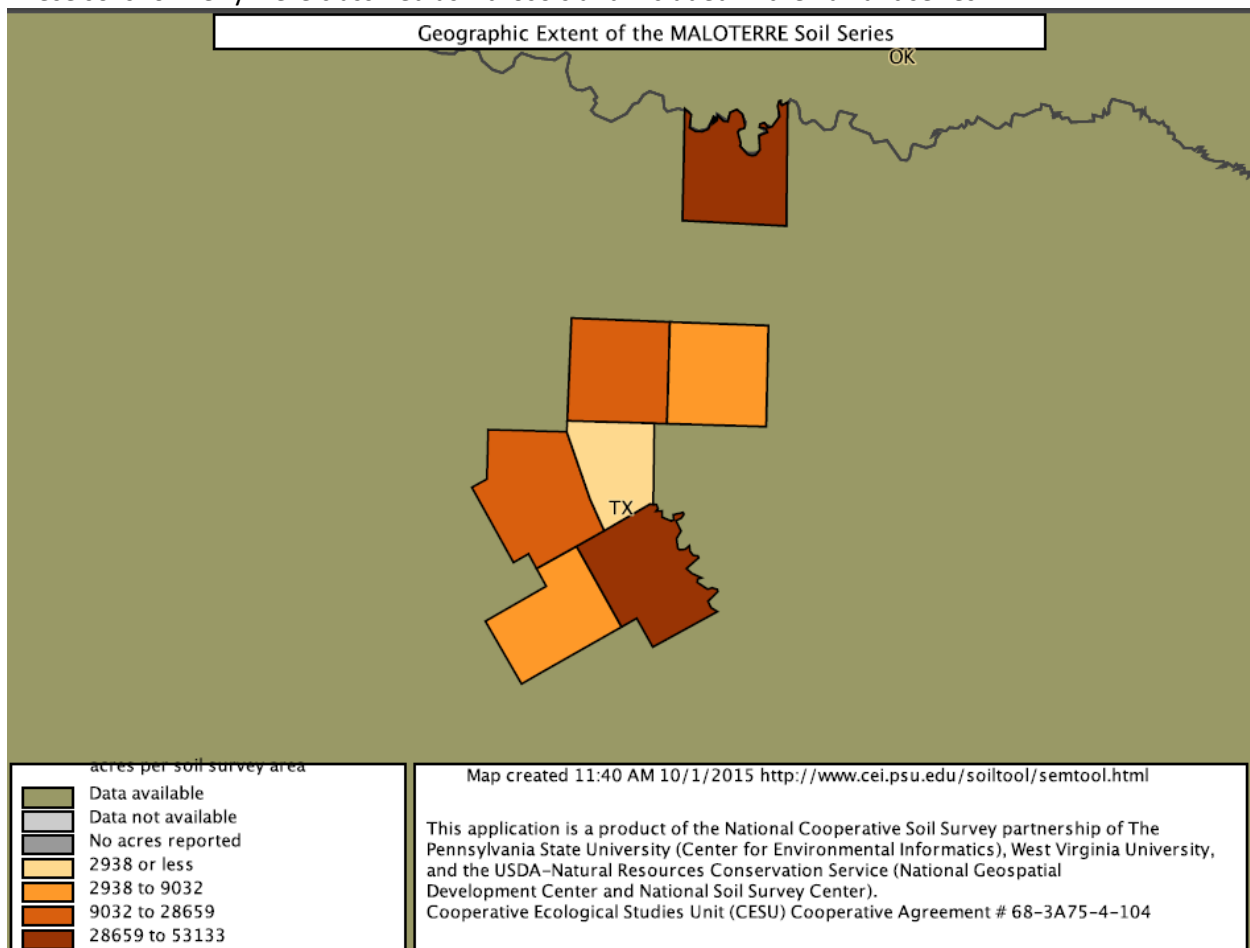 Geographic Extent of the MALOTERRE Soil Series
OK
TX
acres per soil survey area
Data available
Data not available
No acres reported
2938 or less
2938 to 9032
9032 to 28659
28659 to 53133
Map created 11:40 AM 10/1/2015 http://www.cei.psu.edu/soiltool/semtool.html
This application is a product of the National Cooperative Soil Survey partnership of The
Pennsylvania State University (Center for Environmental Informatics), West Virginia University,
and the USDA-Natural Resources Conservation Service (National Geospatial
Development Center and National Soil Survey Center).
Cooperative Ecological Studies Unit (CESU) Cooperative Agreement # 68-3A75-4-104